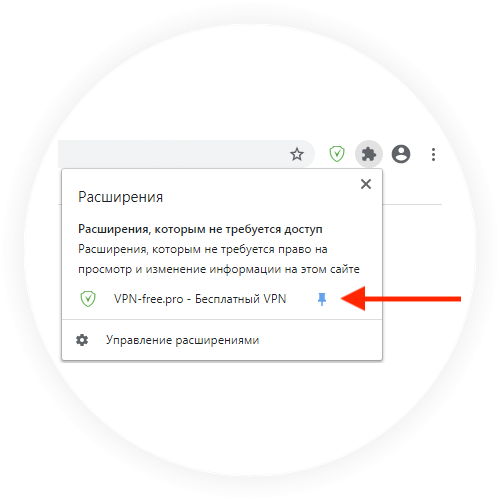 Расширения
Расширения, которым не требуется доступ
Расширения, которым не требуется право на
просмотр и изменение информации на этом сайте
VPN-free.pro - Бесплатный VPN
Управление расширениями